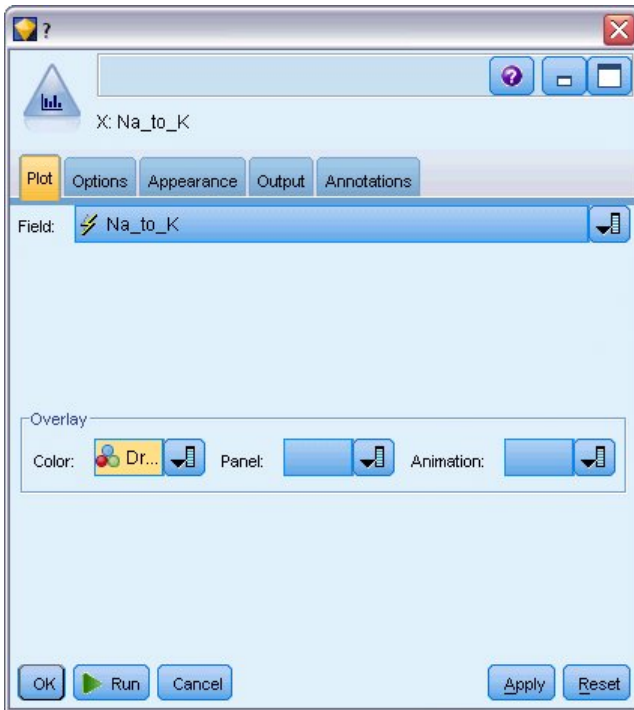 ?
X: Na_to_K
Plot Options Appearance Output Annotations
Field: Na_to_K
Overlay
Color: Dr... Panel: Animation:
OK Run Cancel Apply Reset